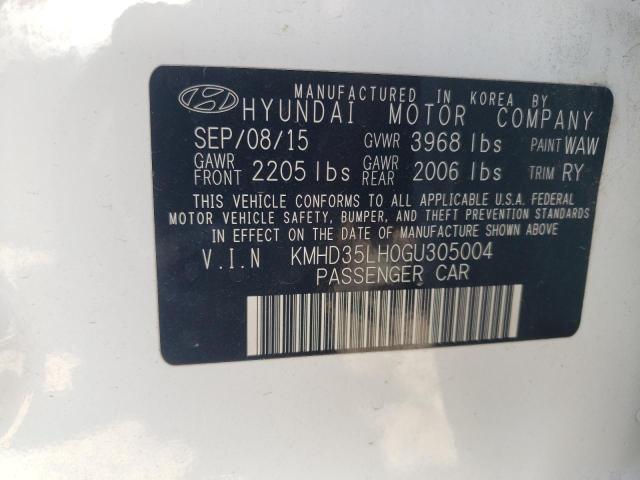 MANUFACTURED IN KOREA BY
HYUNDAI MOTOR COMPANY
SEP/08/15 GVWR 3968 lbs PAINT WAW
GAWR FRONT 2205 lbs GAWR REAR 2006 lbs TRIM RY
THIS VEHICLE CONFORMS TO ALL APPLICABLE U.S.A. FEDERAL
MOTOR VEHICLE SAFETY, BUMPER, AND THEFT PREVENTION STANDARDS
IN EFFECT ON THE DATE OF MANUFACTURE SHOWN ABOVE.
V.I.N KMHD35LH0GU305004
PASSENGER CAR